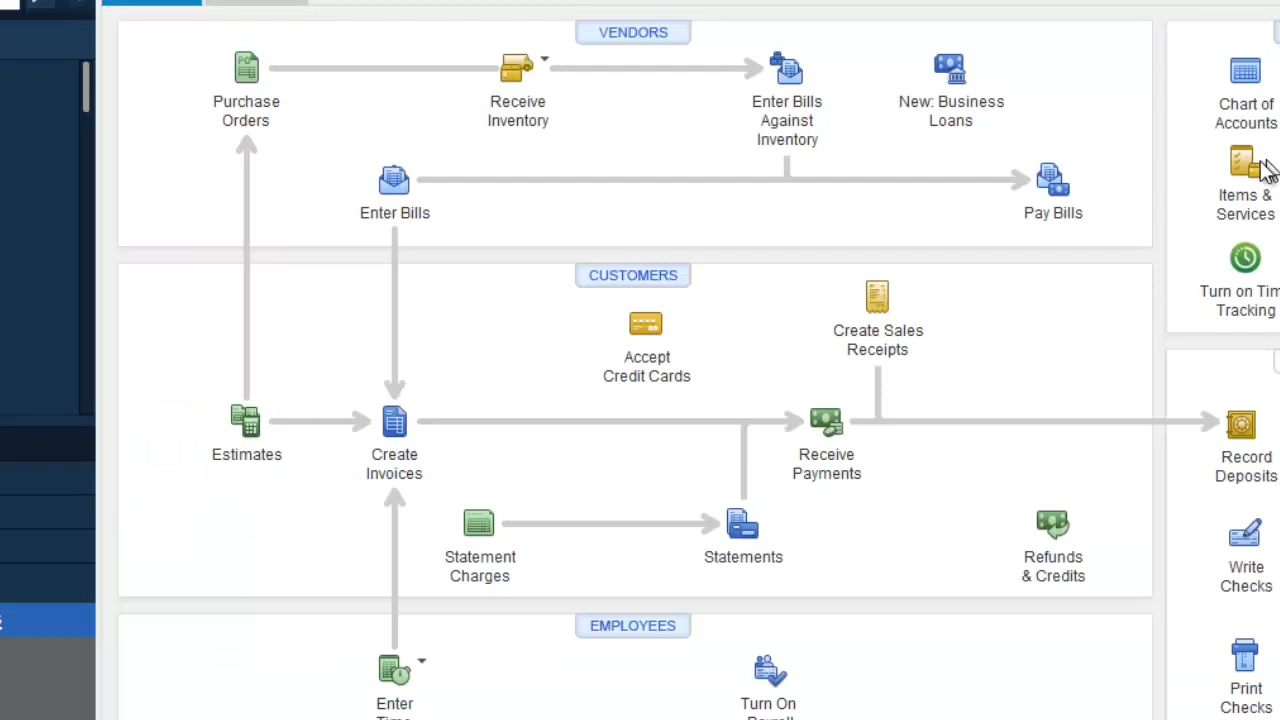 VENDORS
Purchase
Orders
Receive
Inventory
Enter Bills
Against
Inventory
New: Business
Loans
Chart of
Accounts
Enter Bills
Pay Bills
Items &
Services
CUSTOMERS
Turn on Tim
Tracking
Accept
Credit Cards
Create Sales
Receipts
Estimates
Create
Invoices
Receive
Payments
Record
Deposits
Statement
Charges
Statements
Refunds
& Credits
Write
Checks
EMPLOYEES
Enter
Time
Turn On
Payroll
Print
Checks